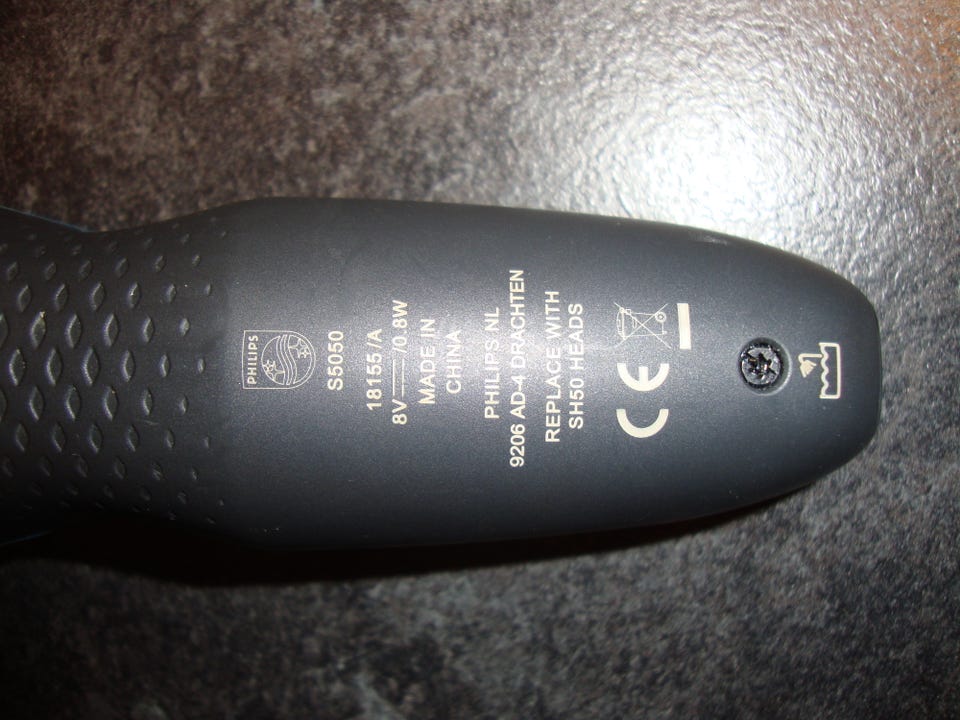 PHILIPS
S5050
18155 /A
8V ⎓ /0.8W
MADE IN
CHINA
PHILIPS NL
9206 AD-4 DRACHTEN
REPLACE WITH
SH50 HEADS
CE